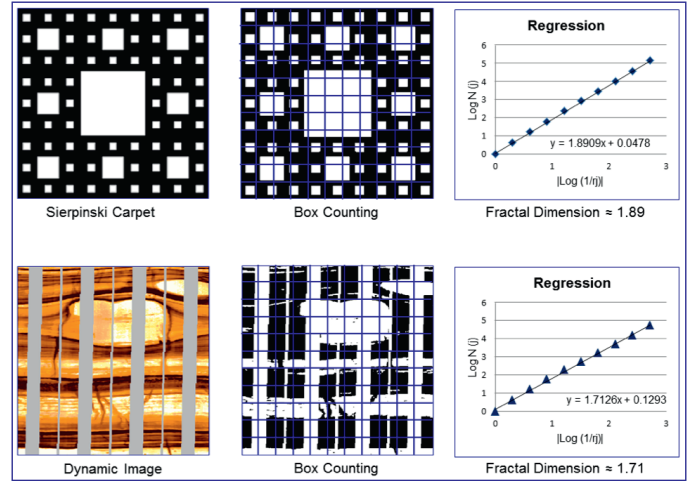 Regression
6
5
4
3
2
1
0
Log N (j)
y = 1.8909x + 0.0478
0 1 2 3
|Log (1/rj)|
Sierpinski Carpet
Box Counting
Fractal Dimension ≈ 1.89
Regression
6
5
4
3
2
1
0
Log N (j)
y = 1.7126x + 0.1293
0 1 2 3
|Log (1/rj)|
Dynamic Image
Box Counting
Fractal Dimension ≈ 1.71